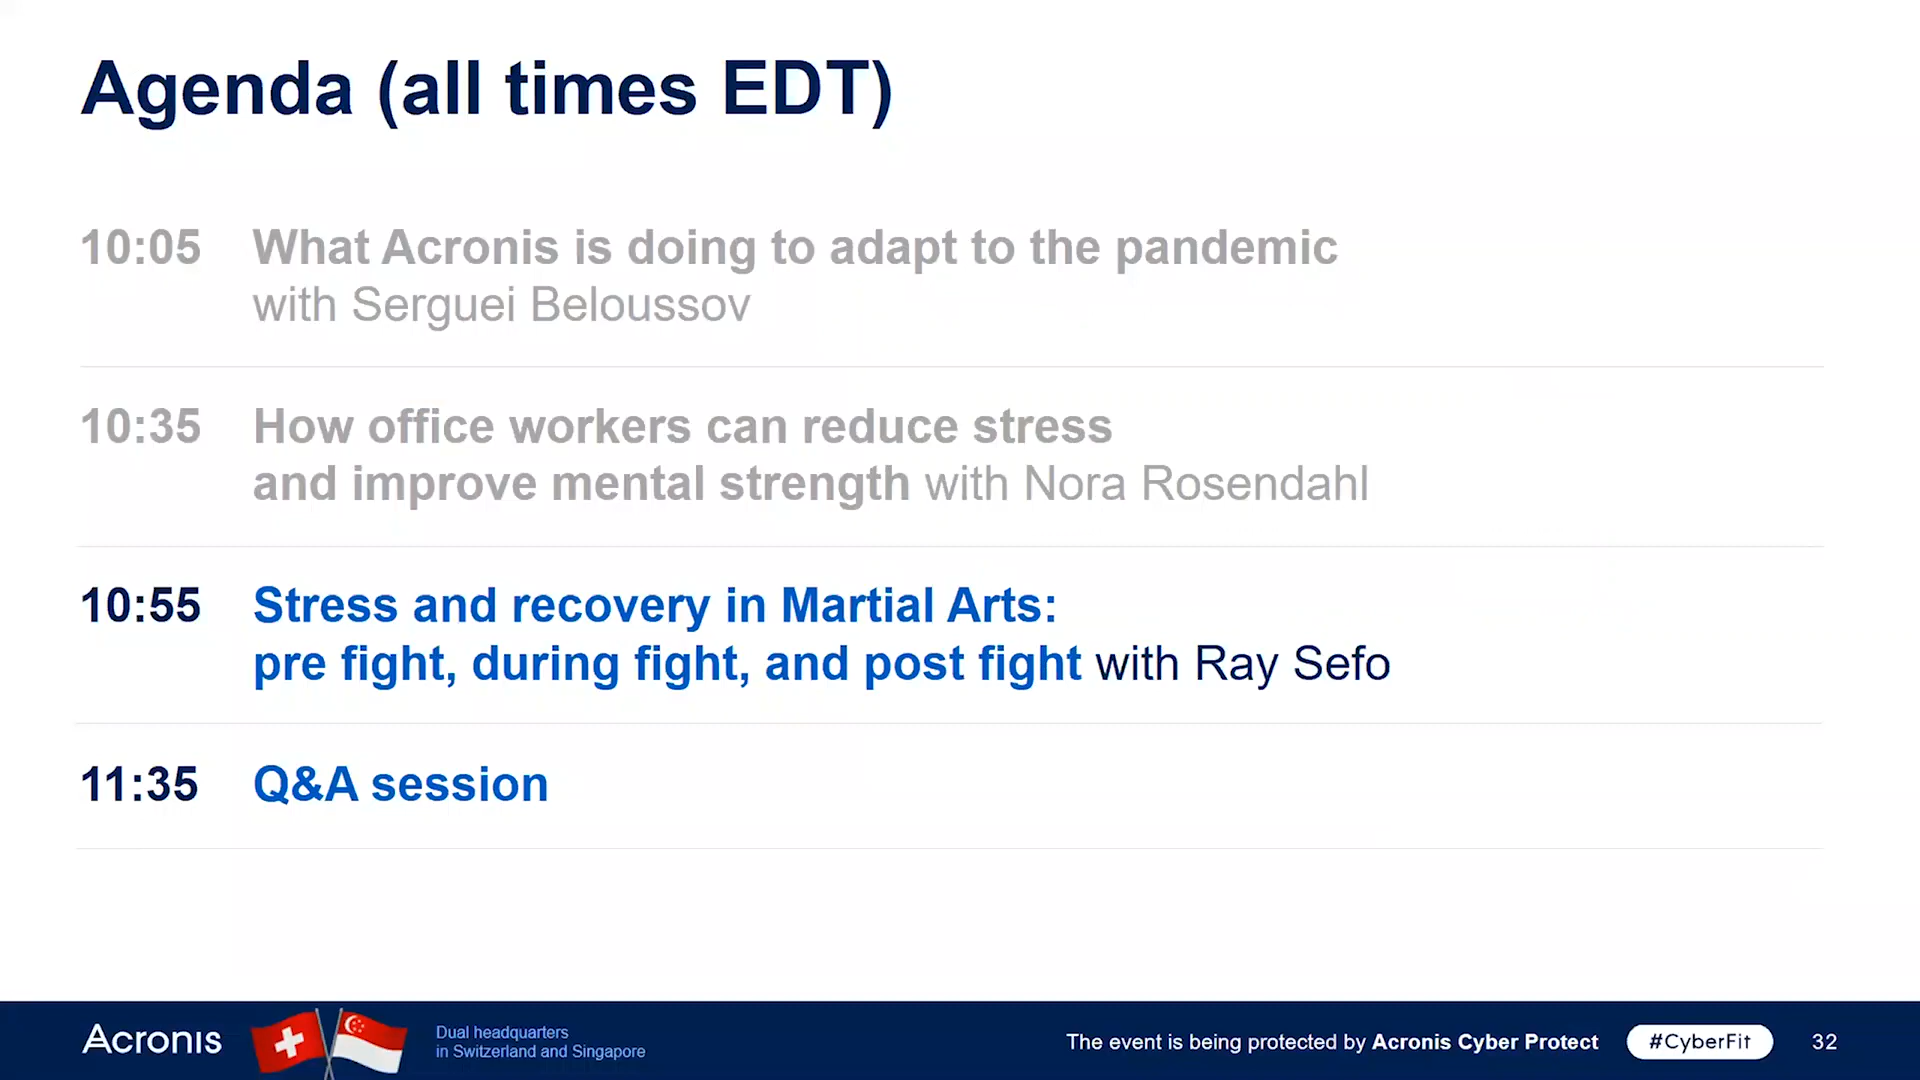 Agenda (all times EDT)
10:05 What Acronis is doing to adapt to the pandemic
with Serguei Beloussov
10:35 How office workers can reduce stress
and improve mental strength with Nora Rosendahl
10:55 Stress and recovery in Martial Arts:
pre fight, during fight, and post fight with Ray Sefo
11:35 Q&A session
Acronis
Dual headquarters
in Switzerland and Singapore
The event is being protected by Acronis Cyber Protect
#CyberFit
32